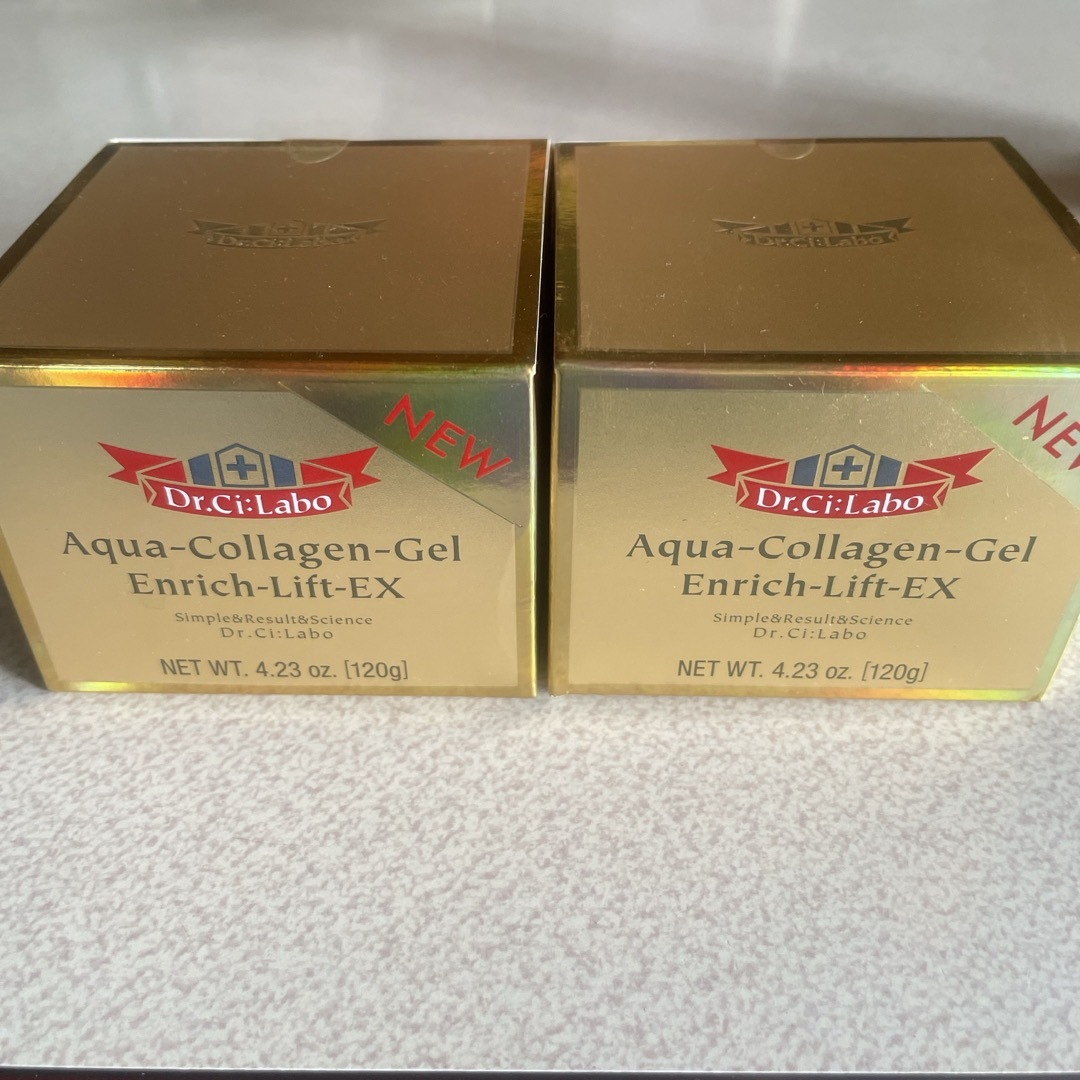 Dr.Ci:Labo
Dr.Ci:Labo
NEW
Dr.Ci:Labo
Aqua-Collagen-Gel
Enrich-Lift-EX
Simple&Result&Science
Dr.Ci:Labo
NET WT. 4.23 oz. [120g]
NEW
Dr.Ci:Labo
Aqua-Collagen-Gel
Enrich-Lift-EX
Simple&Result&Science
Dr.Ci:Labo
NET WT. 4.23 oz. [120g]